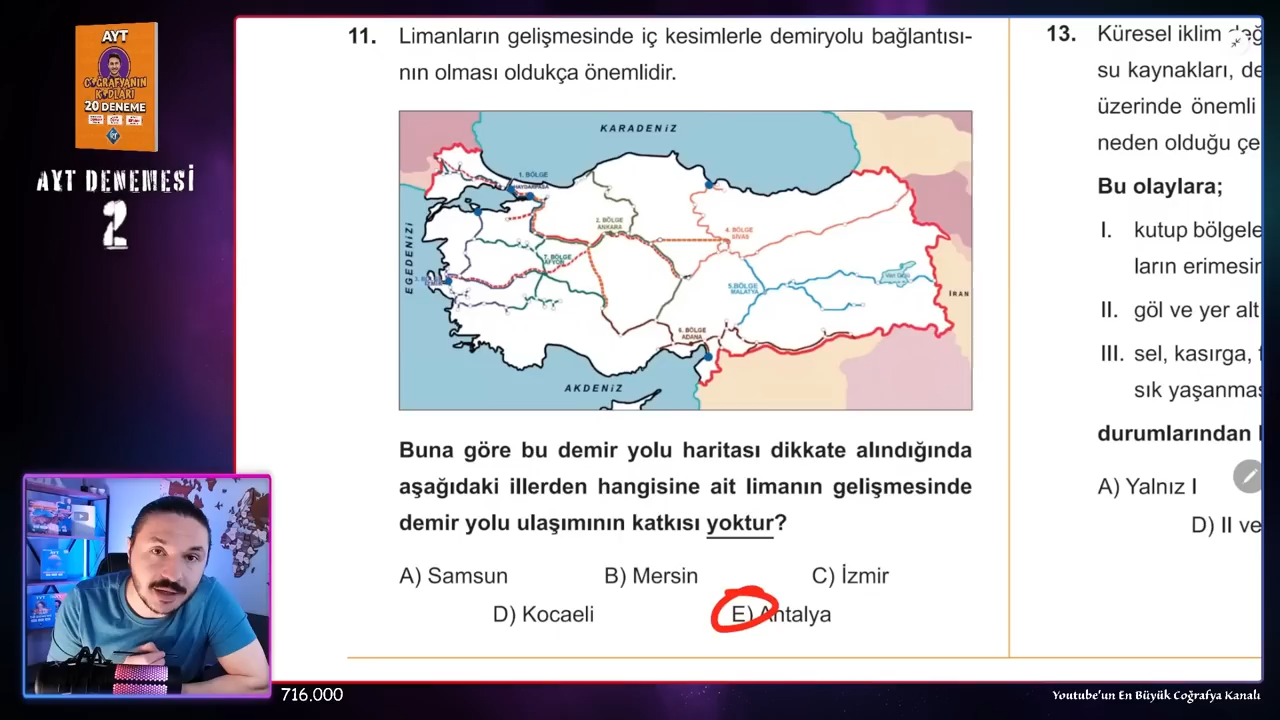 AYT
COĞRAFYANIN
KODLARI
20 DENEME
AYT DENEMESİ
2
11. Limanların gelişmesinde iç kesimlerle demiryolu bağlantısı-
nın olması oldukça önemlidir.
KARADENİZ
EGEDENİZİ
AKDENİZ
İRAN
1. BÖLGE
HAYDARPAŞA
2. BÖLGE
ANKARA
4. BÖLGE
SİVAS
7. BÖLGE
AFYON
5.BÖLGE
MALATYA
6. BÖLGE
ADANA
Van Gölü
Buna göre bu demir yolu haritası dikkate alındığında
aşağıdaki illerden hangisine ait limanın gelişmesinde
demir yolu ulaşımının katkısı yoktur?
A) Samsun B) Mersin C) İzmir
D) Kocaeli E) Antalya
13. Küresel iklim
su kaynakları, de
üzerinde önemli
neden olduğu çe
Bu olaylara;
I. kutup bölgele
ların erimesin
II. göl ve yer alt
III. sel, kasırga,
sık yaşanmas
durumlarından
A) Yalnız I
D) II ve
716.000
Youtube'un En Büyük Coğrafya Kanalı